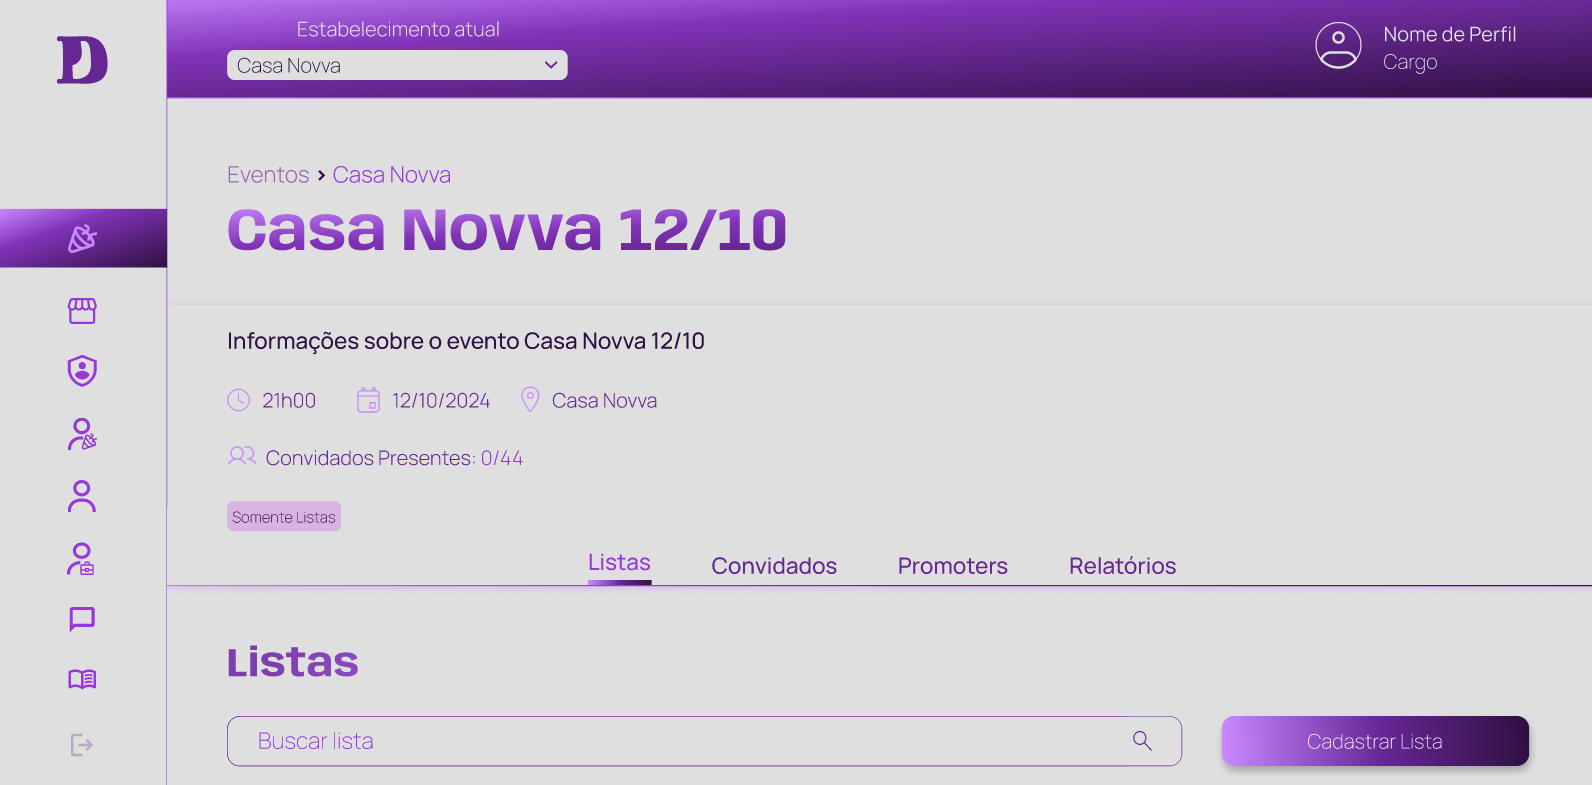 D
Estabelecimento atual
Casa Novva
Nome de Perfil
Cargo
Eventos > Casa Novva
Casa Novva 12/10
Informações sobre o evento Casa Novva 12/10
21h00 12/10/2024 Casa Novva
Convidados Presentes: 0/44
Somente Listas
Listas Convidados Promoters Relatórios
Listas
Buscar lista
Cadastrar Lista